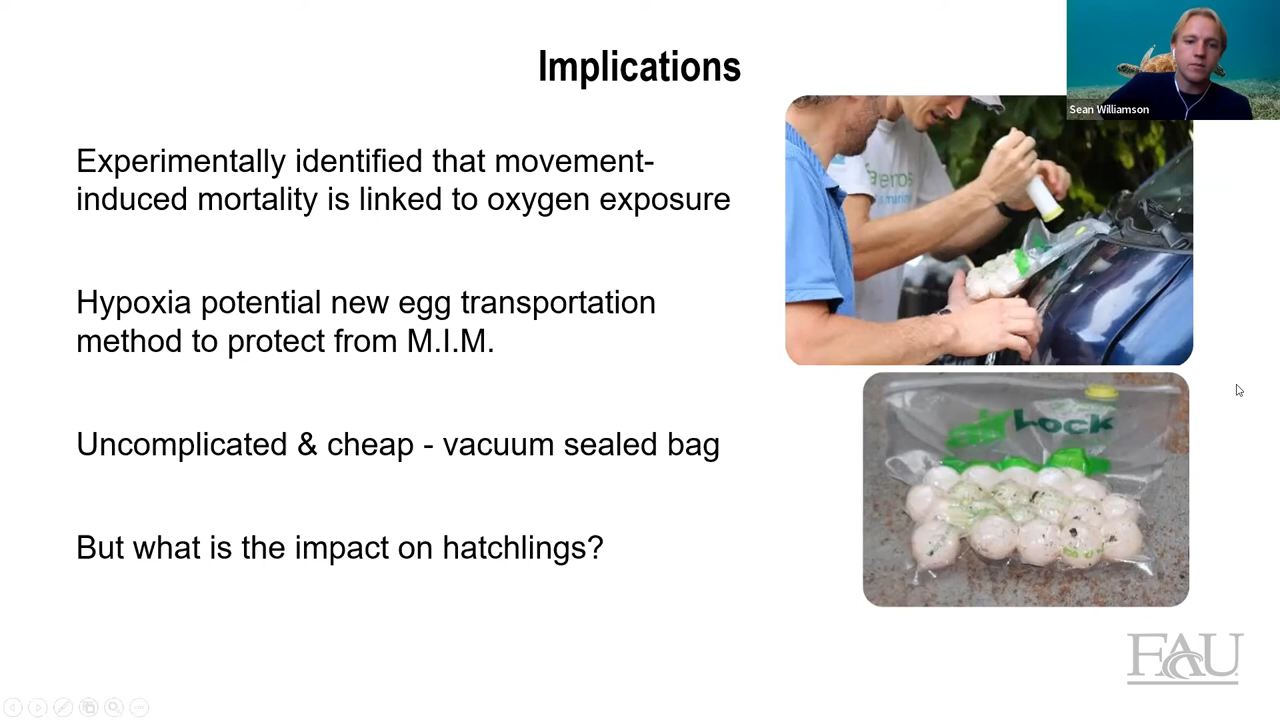 Implications
Sean Williamson
Experimentally identified that movement-
induced mortality is linked to oxygen exposure
Hypoxia potential new egg transportation
method to protect from M.I.M.
Uncomplicated & cheap - vacuum sealed bag
But what is the impact on hatchlings?
airLock
FAU